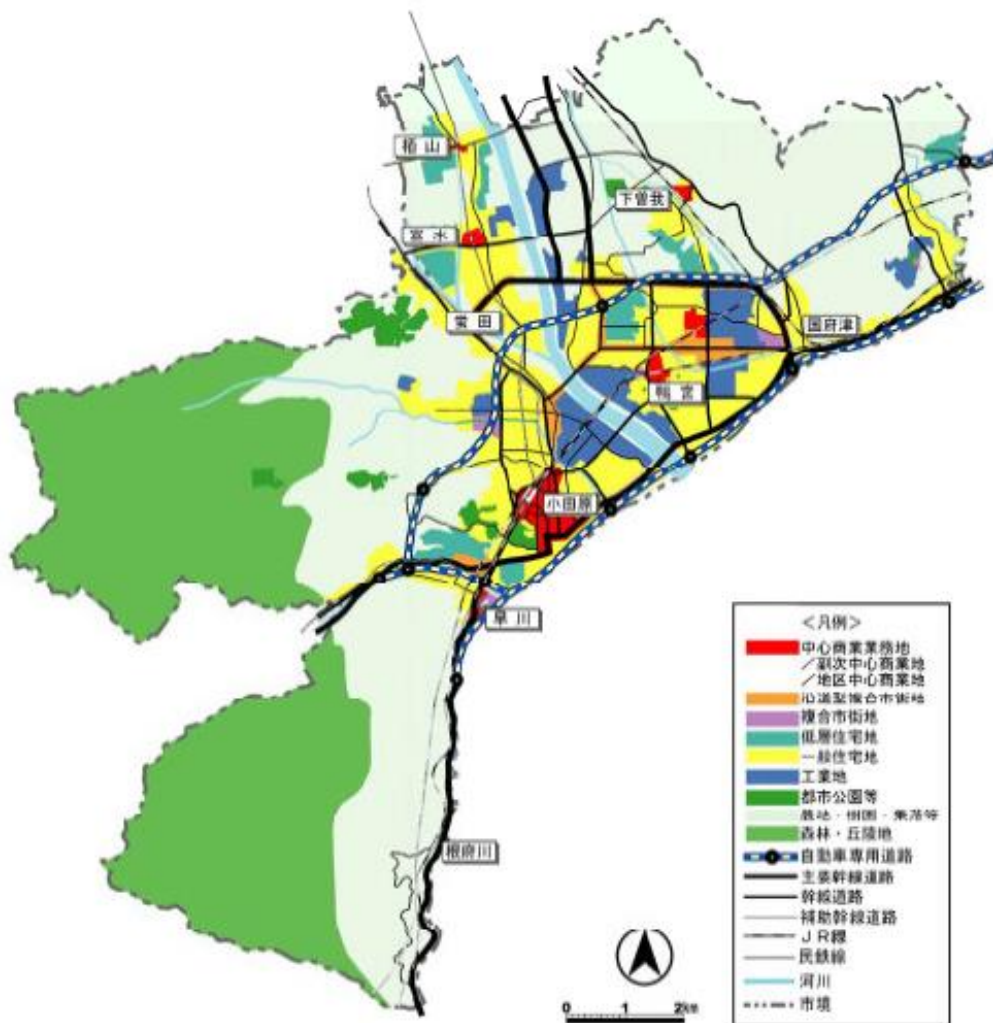 栢山
下曽我
富水
国府津
蛍田
鴨宮
小田原
早川
根府川
＜凡例＞
中心商業業務地
／副次中心商業地
／地区中心商業地
沿道型複合市街地
複合市街地
低層住宅地
一般住宅地
工業地
都市公園等
農地・樹園・集落等
森林・丘陵地
自動車専用道路
主要幹線道路
幹線道路
補助幹線道路
ＪＲ線
民鉄線
河川
市境
0 1 2km